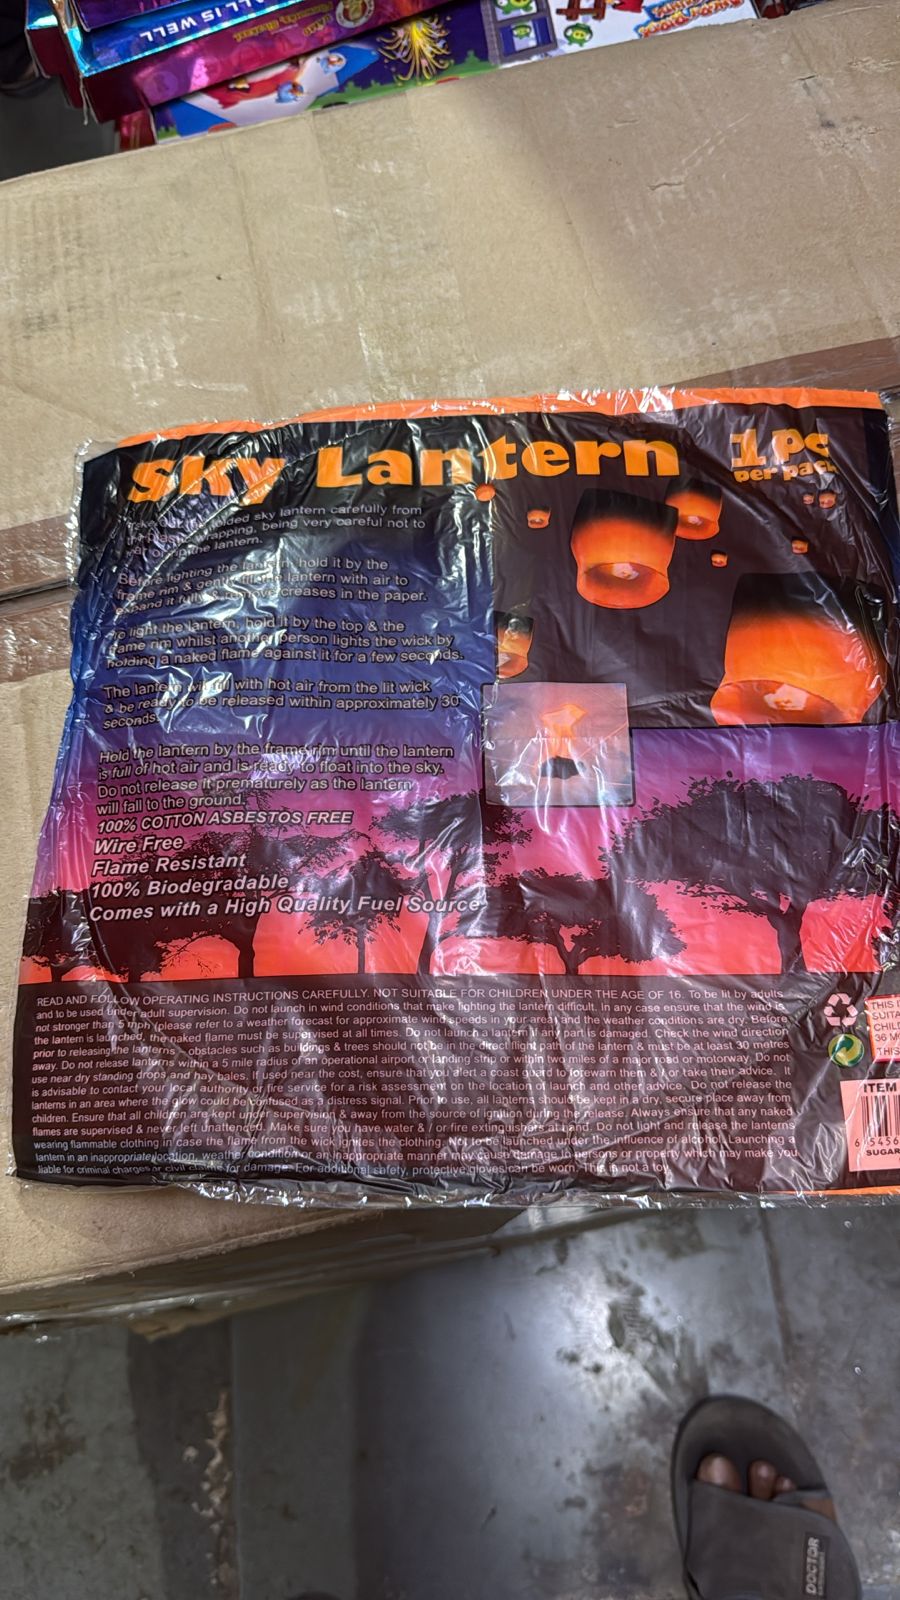 ALL IS WELL
Sky Lantern
1 Pc
per pack
folded sky lantern carefully from
wrapping, being very careful not to
the lantern.
Before lighting the lantern, hold it by the
frame rim & gently fill the lantern with air to
expand it fully & remove creases in the paper.
To light the lantern, hold it by the top & the
frame rim whilst another person lights the wick by
holding a naked flame against it for a few seconds.
The lantern will fill with hot air from the lit wick
& be ready to be released within approximately 30
seconds.
Hold the lantern by the frame rim until the lantern
is full of hot air and is ready to float into the sky.
Do not release it prematurely as the lantern
will fall to the ground.
100% COTTON ASBESTOS FREE
Wire Free
Flame Resistant
100% Biodegradable
Comes with a High Quality Fuel Source
READ AND FOLLOW OPERATING INSTRUCTIONS CAREFULLY. NOT SUITABLE FOR CHILDREN UNDER THE AGE OF 16. To be lit by adults
and to be used under adult supervision. Do not launch in wind conditions that make lighting the lantern difficult. In any case ensure that the wind is
not stronger than 5mph (please refer to a weather forecast for approximate wind speeds in your area) and the weather conditions are dry. Before
the lantern is launched, the naked flame must be supervised at all times. Do not launch lantern if any part is damaged. Check the wind direction
prior to releasing the lanterns as obstacles such as buildings & trees should not be in the direct flight path of the lantern & must be at least 30 metres
away. Do not release lanterns within a 5 mile radius of an operational airport / landing strip or within two miles of a major road or motorway. Do not
use near dry standing crops and hay bales. If used near the cost, ensure that you alert a coast guard to forewarn them & / or take their advice. It
is advisable to contact your local authority or fire service for a risk assessment on the location of launch and other advice. Do not release the
lanterns in an area where the glow could be confused as a distress signal. Prior to use, all lanterns should be kept in a dry, secure place away from
children. Ensure that all children are kept under supervision & away from the source of ignition during the release. Always ensure that any naked
flames are supervised & never left unattended. Make sure you have water & / or fire extinguisher at hand. Do not light and release the lanterns
wearing flammable clothing in case the flame from the wick ignites the clothing, or be launched under the influence of alcohol. Launching a
lantern in an inappropriate location, weather condition or in an inappropriate manner may cause damage to persons or property which may make you
liable for criminal charges or civil claims for damage. For additional safety, protective gloves can be worn. This is not a toy.
THIS
SUITA
CHIL
36 M
THIS
ITEM
SUGAR
DOCTOR